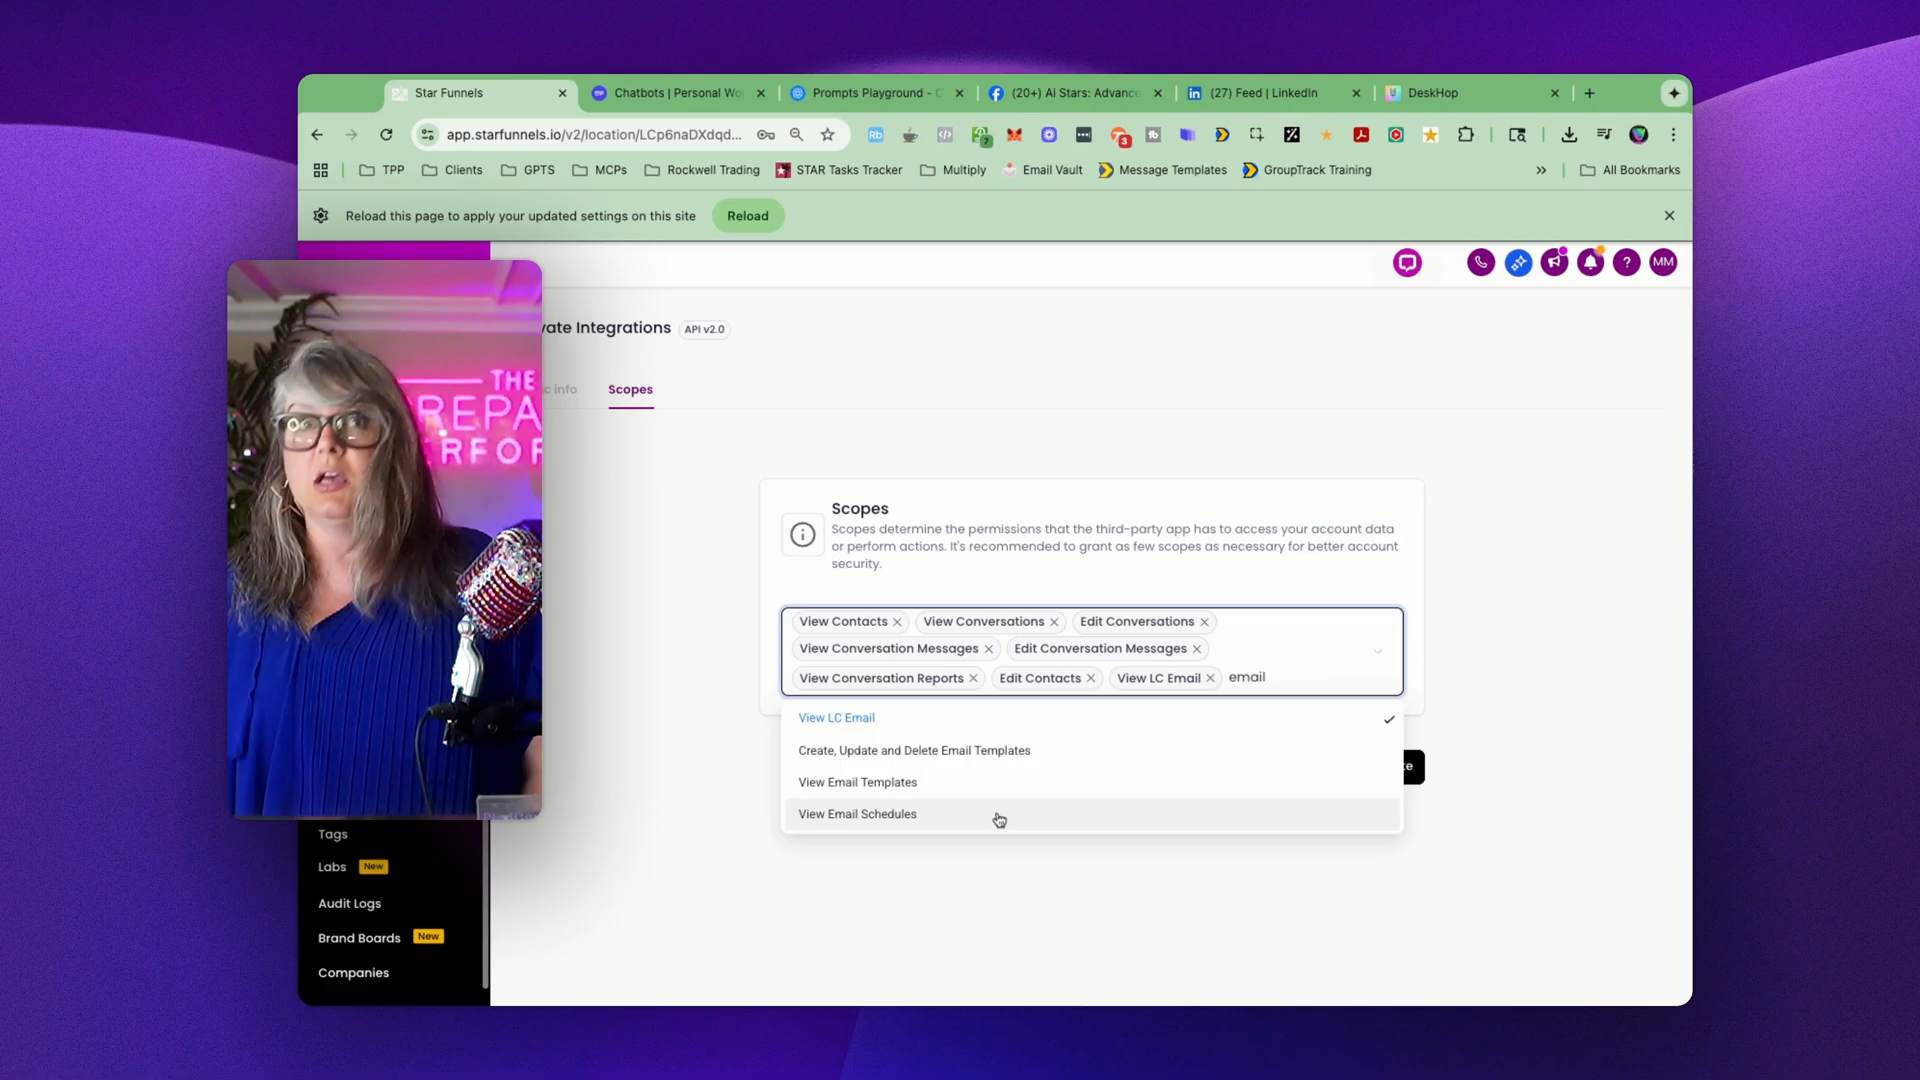 Star Funnels
Chatbots | Personal Wo
Prompts Playground - 
(20+) Ai Stars: Advance
(27) Feed | LinkedIn
DeskHop
app.starfunnels.io/v2/location/LCp6naDXdqd...
TPP
Clients
GPTS
MCPs
Rockwell Trading
STAR Tasks Tracker
Multiply
Email Vault
Message Templates
GroupTrack Training
All Bookmarks
Reload this page to apply your updated settings on this site
Reload
MM
vate Integrations
API v2.0
c info
Scopes
THE
REPA
RFOR
Scopes
Scopes determine the permissions that the third-party app has to access your account data
or perform actions. It's recommended to grant as few scopes as necessary for better account
security.
View Contacts
View Conversations
Edit Conversations
View Conversation Messages
Edit Conversation Messages
View Conversation Reports
Edit Contacts
View LC Email
email
View LC Email
Create, Update and Delete Email Templates
View Email Templates
View Email Schedules
te
Tags
Labs
New
Audit Logs
Brand Boards
New
Companies